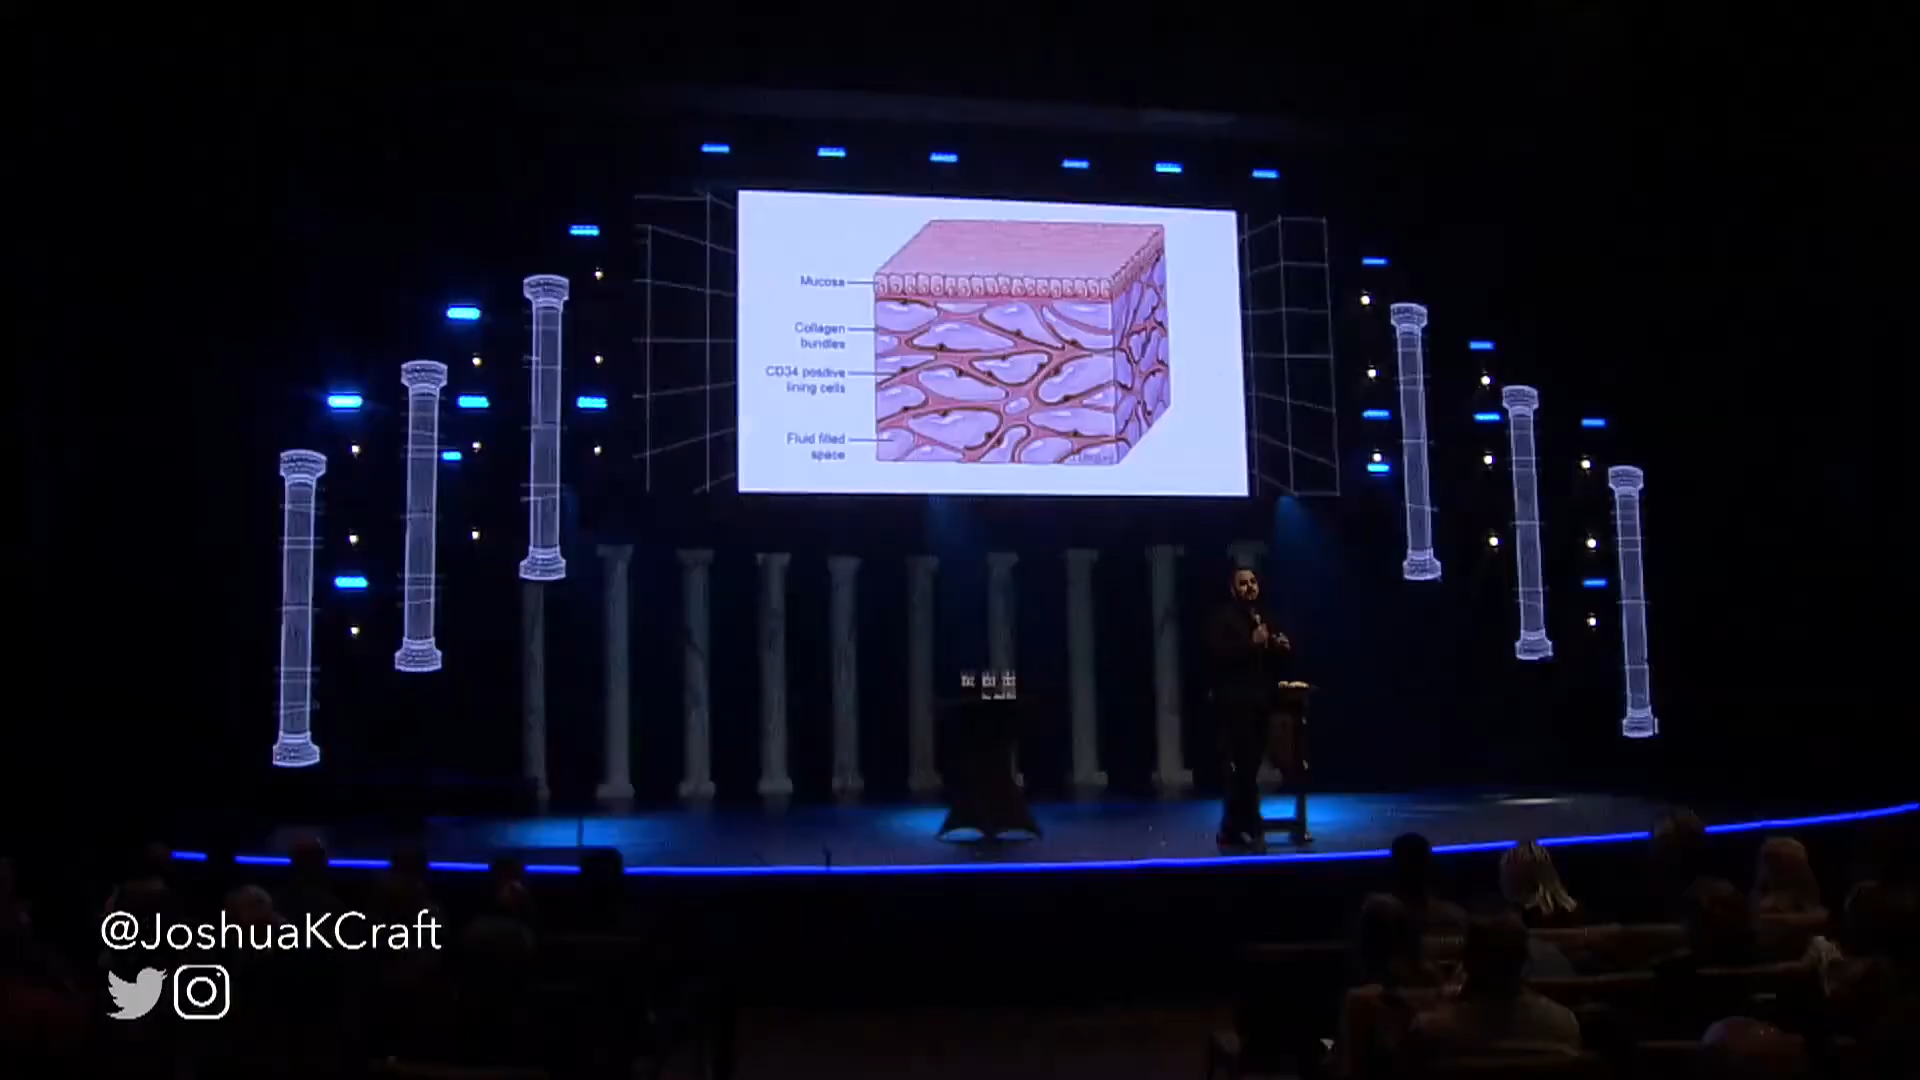 Mucosa
Collagen
bundles
CD34 positive
lining cells
Fluid filled
space
@JoshuaKCraft